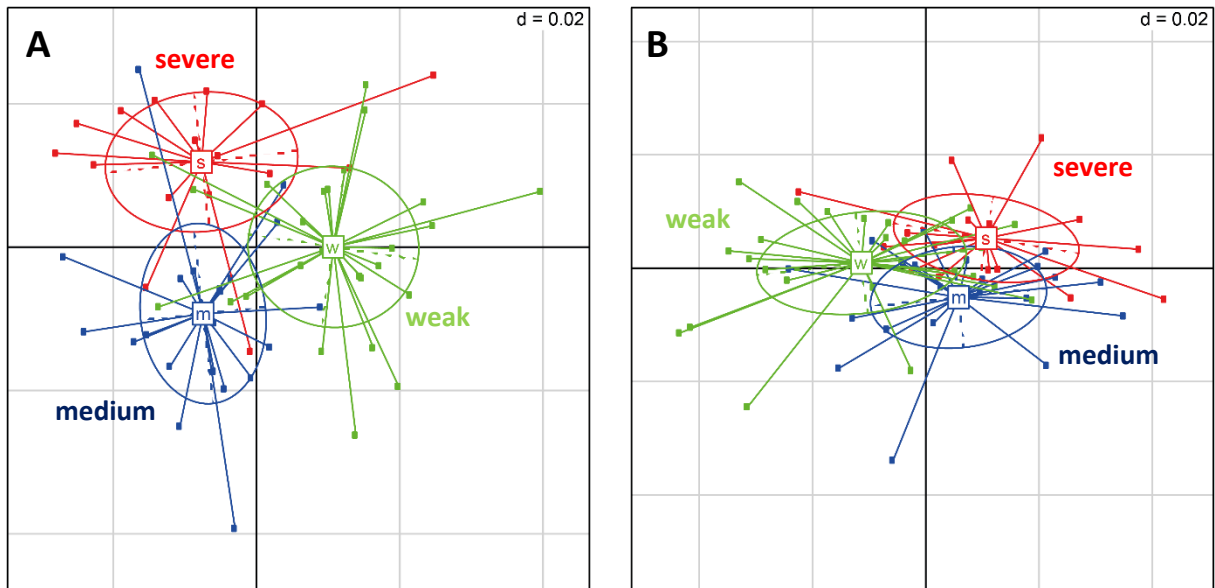 A
d = 0.02
severe
s
w
weak
m
medium
B
d = 0.02
severe
weak
s
w
m
medium